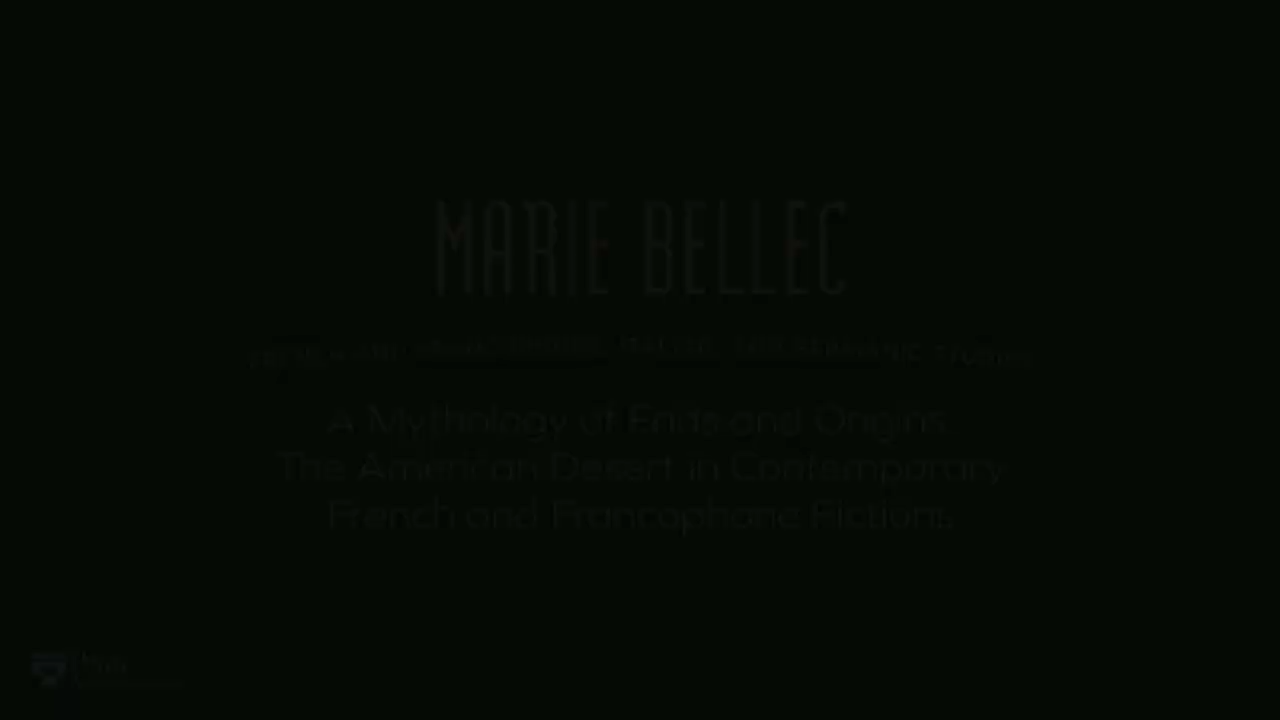 MARIE BELLEC
A Mythology of Ends and Origins
The American Desert in Contemporary
French and Francophone Fictions.